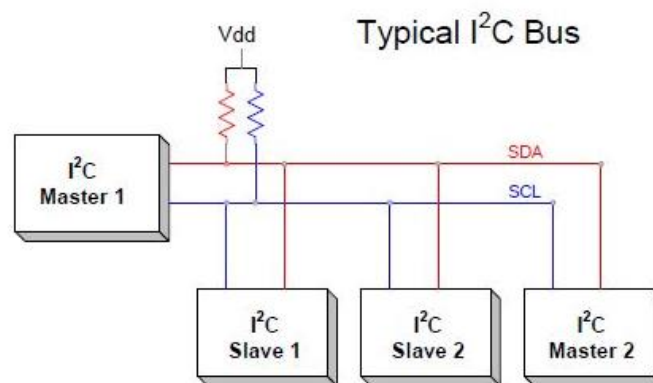 Vdd
Typical I²C Bus
I²C
Master 1
SDA
SCL
I²C
Slave 1
I²C
Slave 2
I²C
Master 2